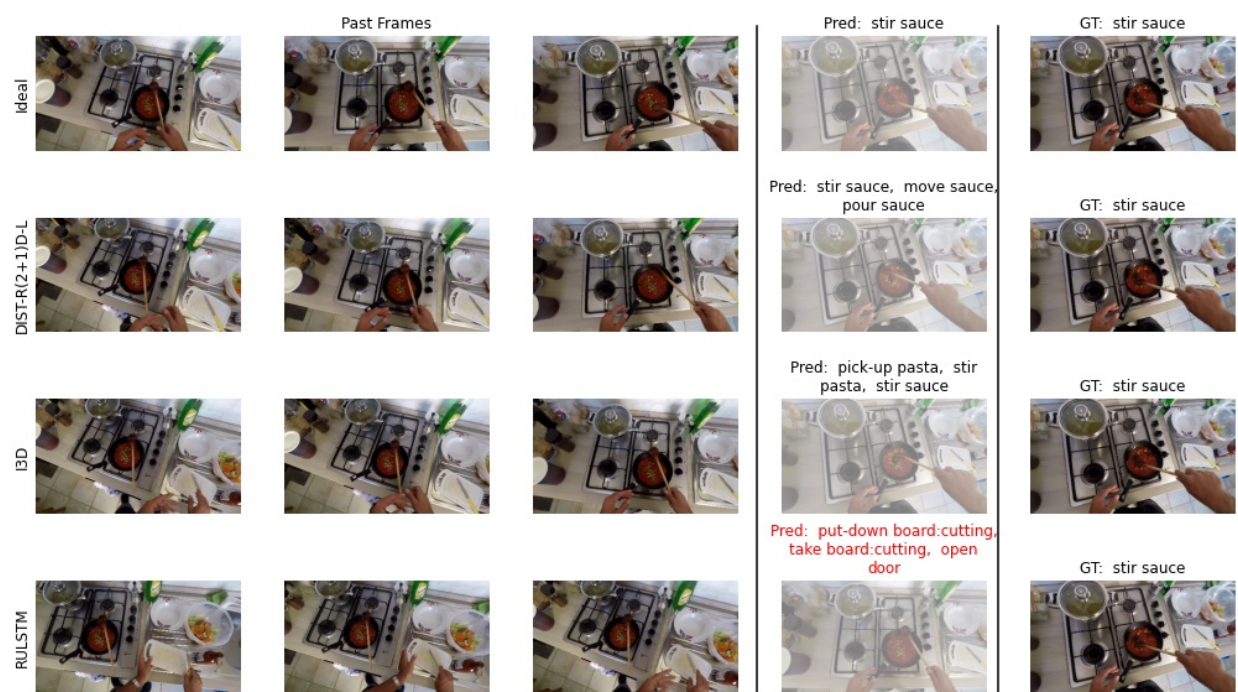 Past Frames
Pred: stir sauce
GT: stir sauce
Ideal
Pred: stir sauce, move sauce,
pour sauce
GT: stir sauce
DIST-R(2+1)D-L
Pred: pick-up pasta, stir
pasta, stir sauce
GT: stir sauce
I3D
Pred: put-down board:cutting,
take board:cutting, open
door
GT: stir sauce
RULSTM